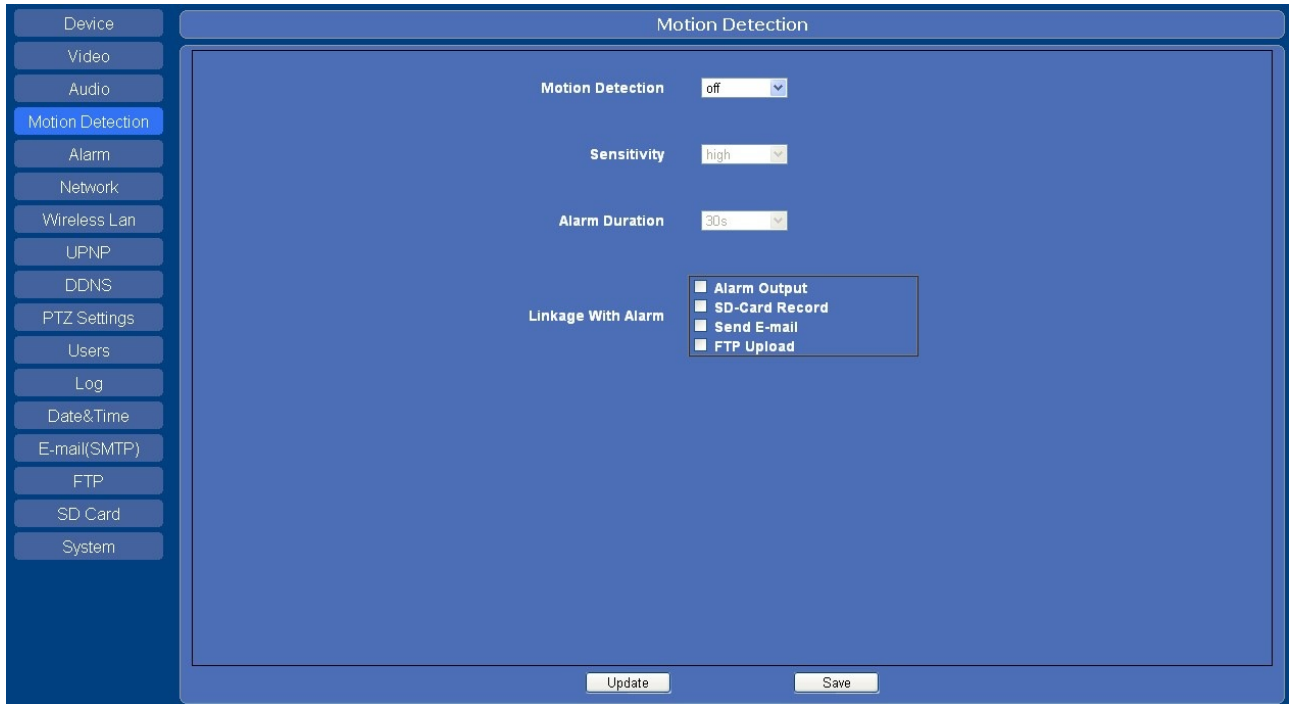 Device
Video
Audio
Motion Detection
Alarm
Network
Wireless Lan
UPNP
DDNS
PTZ Settings
Users
Log
Date&Time
E-mail(SMTP)
FTP
SD Card
System
Motion Detection
Motion Detection off
Sensitivity high
Alarm Duration 30s
Linkage With Alarm
Alarm Output
SD-Card Record
Send E-mail
FTP Upload
Update Save